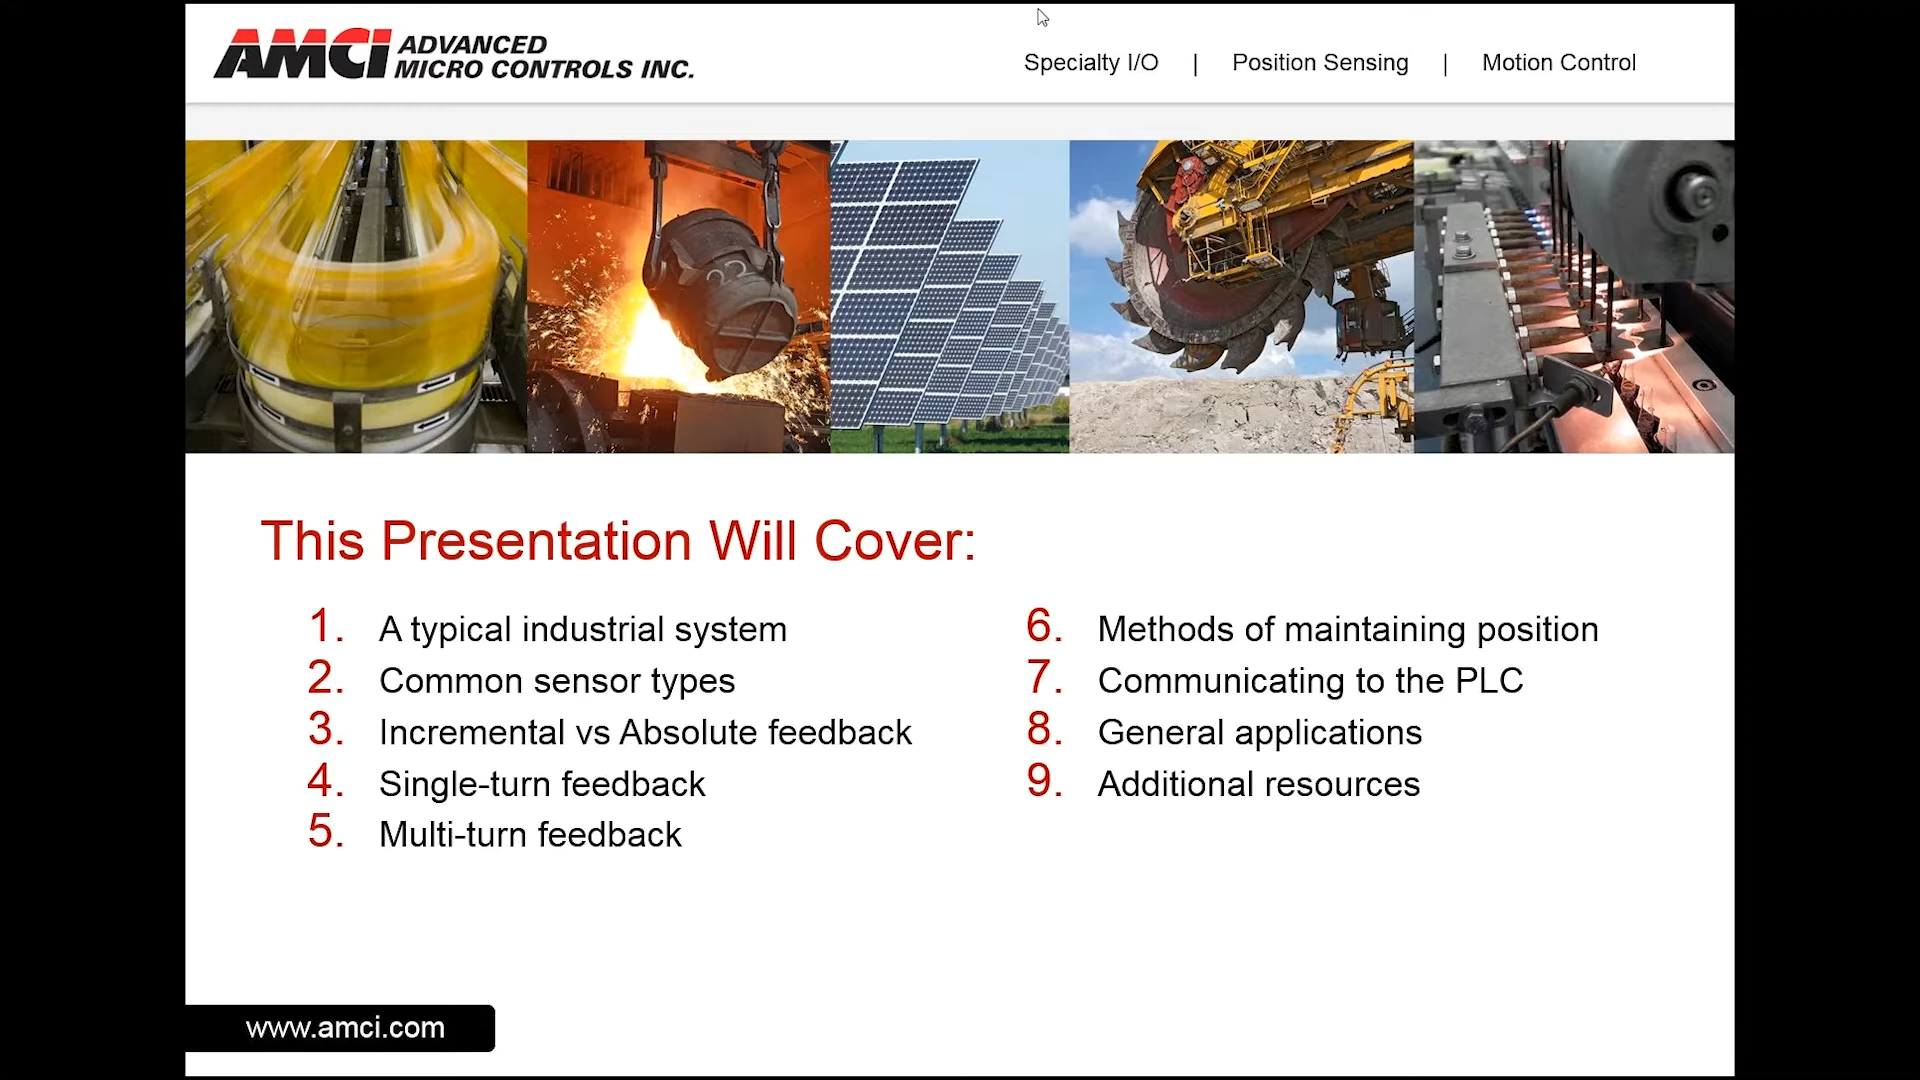 AMCI ADVANCED
MICRO CONTROLS INC.
Specialty I/O | Position Sensing | Motion Control
22
This Presentation Will Cover:
1. A typical industrial system
2. Common sensor types
3. Incremental vs Absolute feedback
4. Single-turn feedback
5. Multi-turn feedback
6. Methods of maintaining position
7. Communicating to the PLC
8. General applications
9. Additional resources
www.amci.com